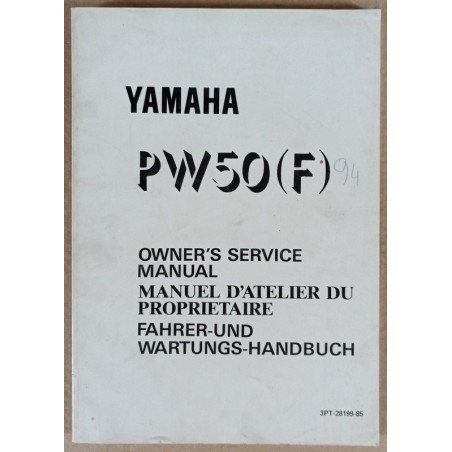 YAMAHA
PW50(F) 94
OWNER'S SERVICE
MANUAL
MANUEL D'ATELIER DU
PROPRIETAIRE
FAHRER-UND
WARTUNGS-HANDBUCH
3PT-28199-85